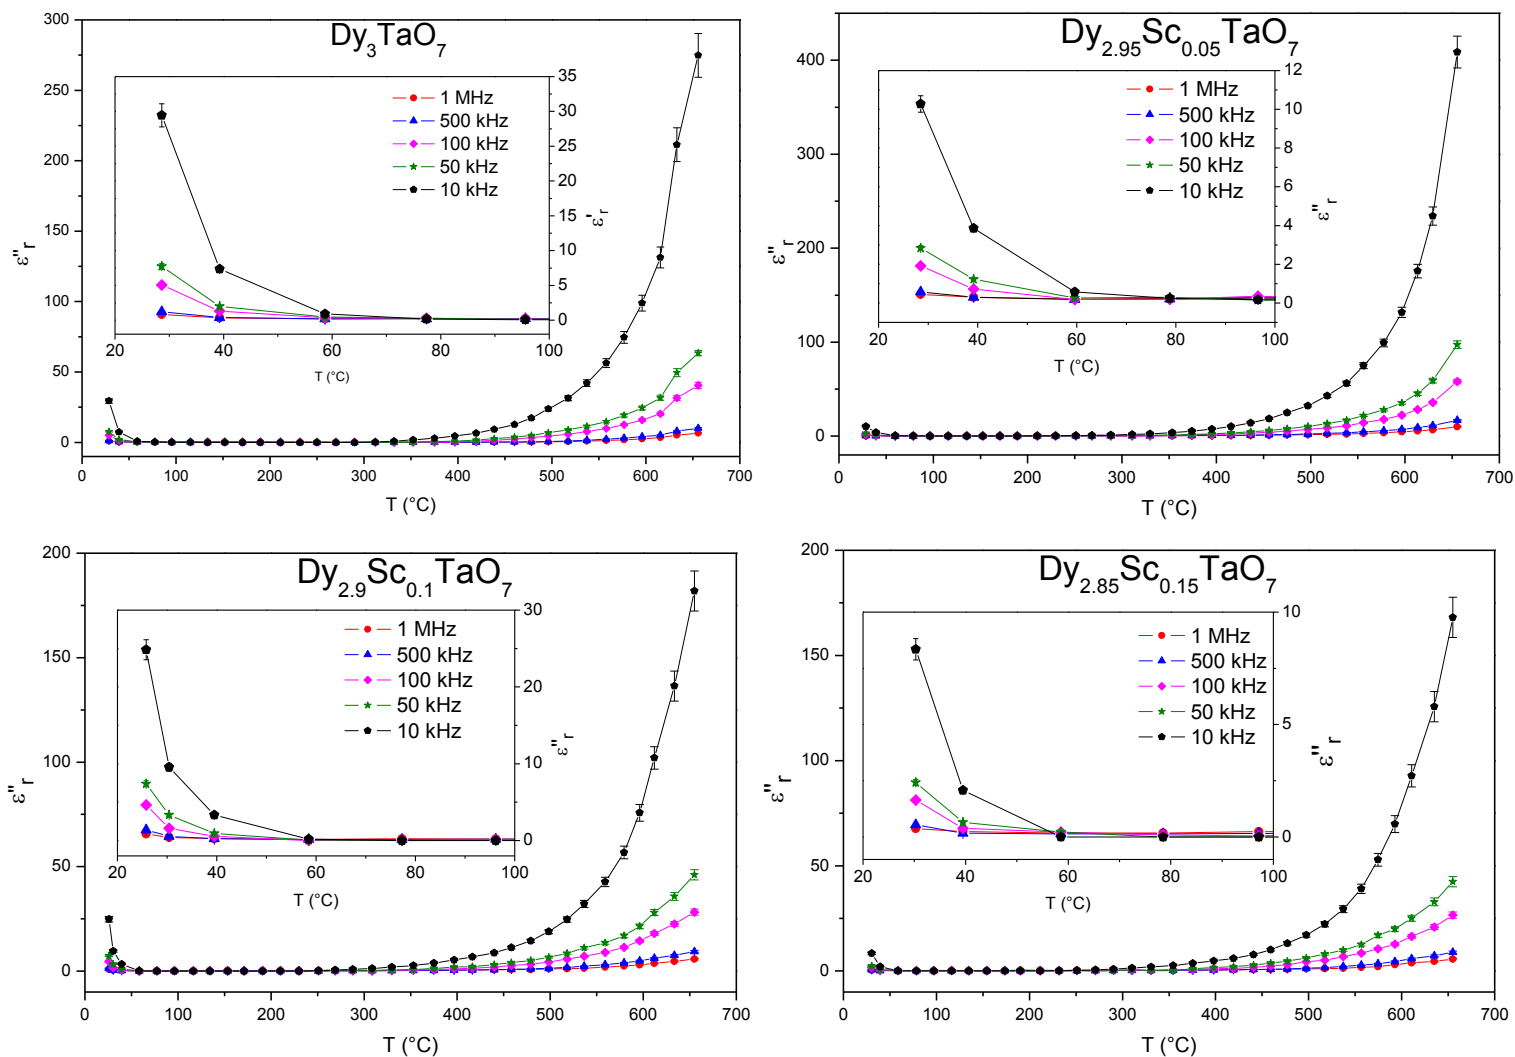 Dy3TaO7
300
250
200
150
100
50
0
ε"r
0 100 200 300 400 500 600 700
T (°C)
35
30
25
20
15
10
5
0
ε'r
20 40 60 80 100
T (°C)
1 MHz
500 kHz
100 kHz
50 kHz
10 kHz
Dy2.95Sc0.05TaO7
400
300
200
100
0
ε"r
0 100 200 300 400 500 600 700
T (°C)
12
10
8
6
4
2
0
ε"r
20 40 60 80 100
T (°C)
1 MHz
500 kHz
100 kHz
50 kHz
10 kHz
Dy2.9Sc0.1TaO7
200
150
100
50
0
ε"r
0 100 200 300 400 500 600 700
T (°C)
30
20
10
0
ε"r
20 40 60 80 100
T (°C)
1 MHz
500 kHz
100 kHz
50 kHz
10 kHz
Dy2.85Sc0.15TaO7
200
175
150
125
100
75
50
25
0
ε"r
0 100 200 300 400 500 600 700
T (°C)
10
5
0
ε"r
20 40 60 80 100
T (°C)
1 MHz
500 kHz
100 kHz
50 kHz
10 kHz